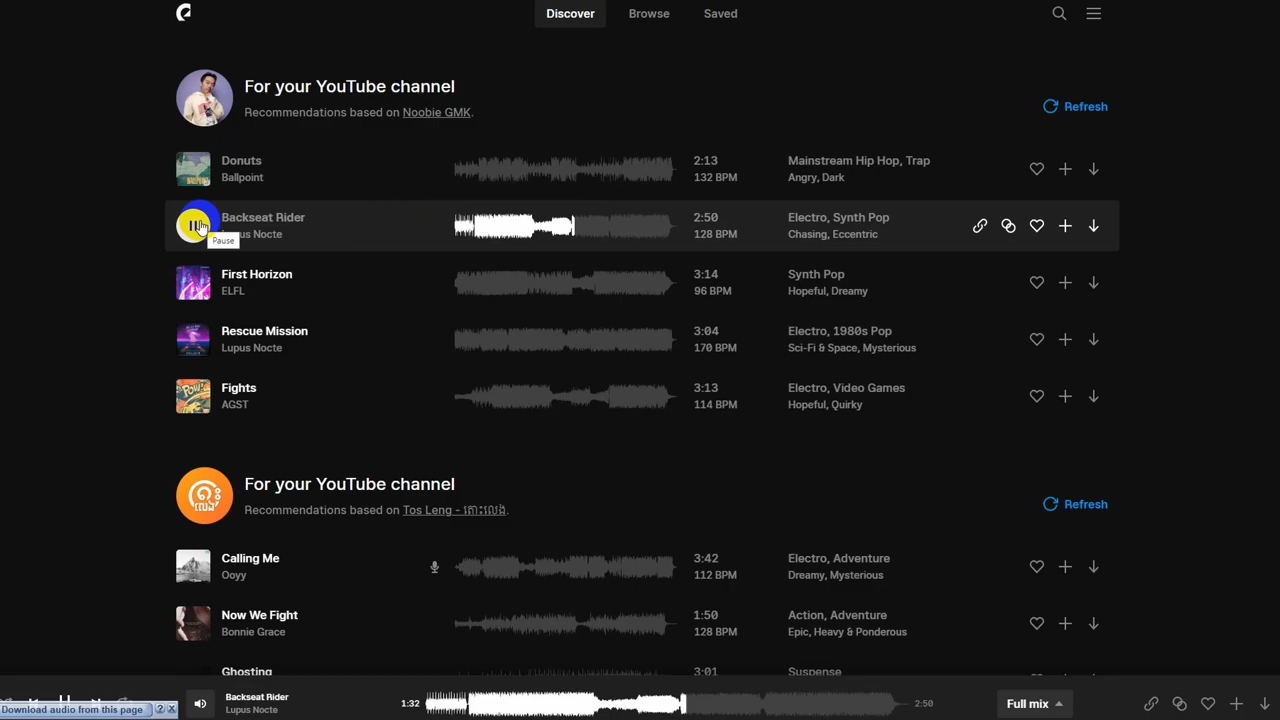 Discover
Browse
Saved
For your YouTube channel
Recommendations based on Noobie GMK.
Refresh
Donuts
Ballpoint
2:13
132 BPM
Mainstream Hip Hop, Trap
Angry, Dark
Backseat Rider
Lupus Nocte
Pause
2:50
128 BPM
Electro, Synth Pop
Chasing, Eccentric
First Horizon
ELFL
3:14
96 BPM
Synth Pop
Hopeful, Dreamy
Rescue Mission
Lupus Nocte
3:04
170 BPM
Electro, 1980s Pop
Sci-Fi & Space, Mysterious
Fights
AGST
3:13
114 BPM
Electro, Video Games
Hopeful, Quirky
For your YouTube channel
Recommendations based on Tos Leng - តោះលេង.
Refresh
Calling Me
Ooyy
3:42
112 BPM
Electro, Adventure
Dreamy, Mysterious
Now We Fight
Bonnie Grace
1:50
128 BPM
Action, Adventure
Epic, Heavy & Ponderous
Ghosting
3:01
Suspense
Download audio from this page
? X
Backseat Rider
Lupus Nocte
1:32
2:50
Full mix